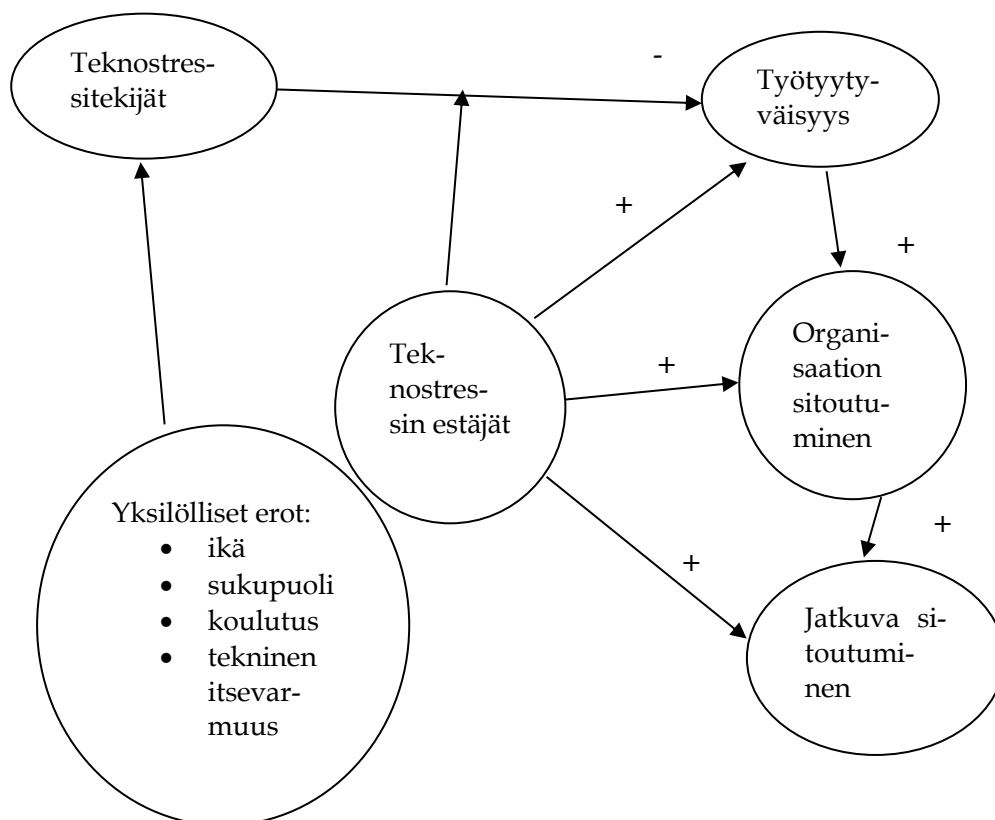 Teknostres-
sitekijät
-
Työtyyty-
väisyys
+
+
Tek-
nostres-
sin estäjät
+
Organi-
saation
sitoutu-
minen
Yksilölliset erot:
• ikä
• sukupuoli
• koulutus
• tekninen
itsevar-
muus
+
+
Jatkuva si-
toutumi-
nen